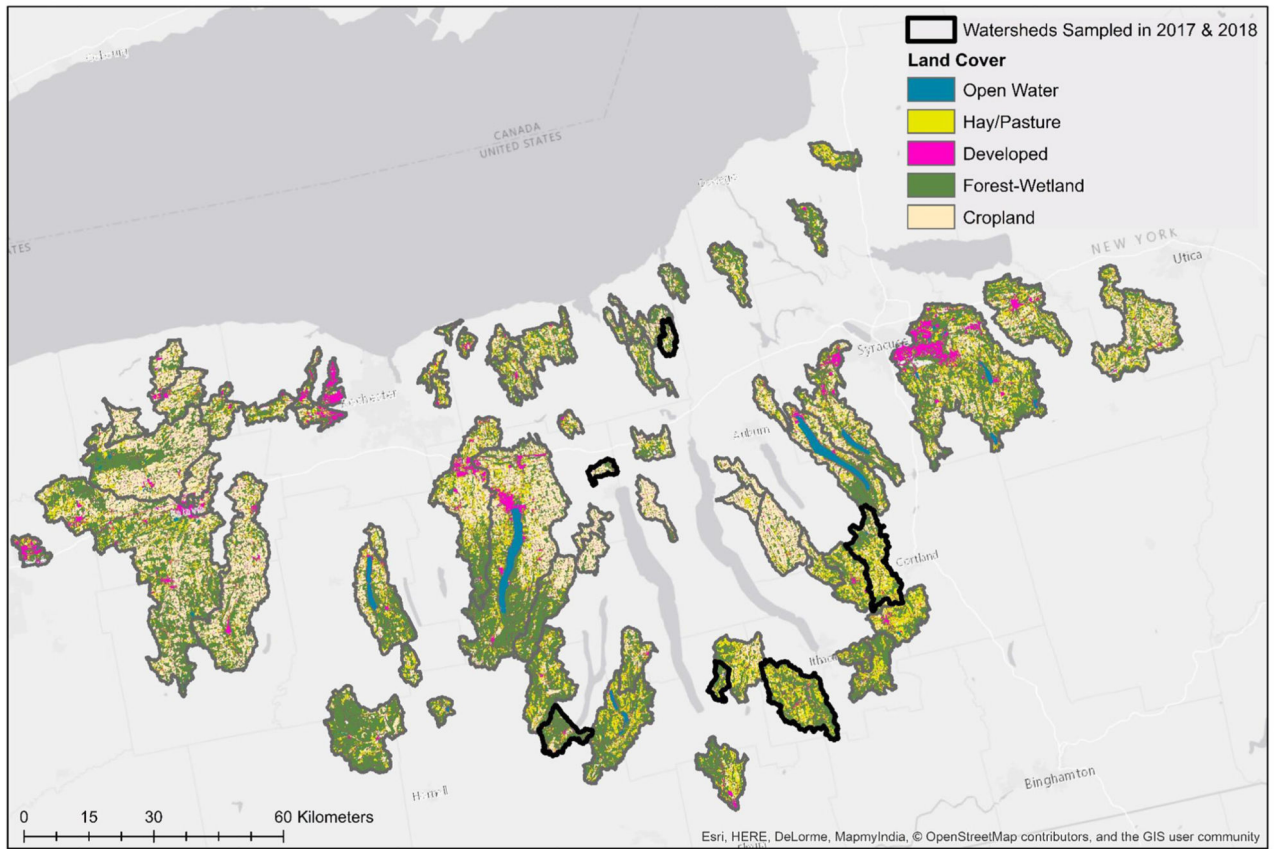 Watersheds Sampled in 2017 & 2018
Land Cover
Open Water
Hay/Pasture
Developed
Forest-Wetland
Cropland
CANADA
UNITED STATES
NEW YORK
Utica
Syracuse
Auburn
Cortland
Binghamton
0 15 30 60 Kilometers
Esri, HERE, DeLorme, MapmyIndia, © OpenStreetMap contributors, and the GIS user community